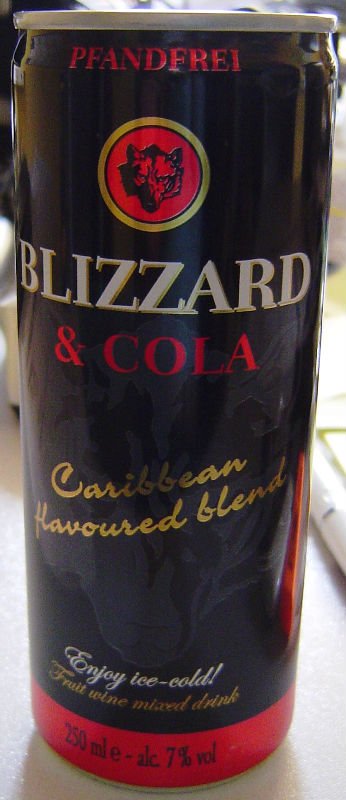 PFANDFREI
BLIZZARD
& COLA
Caribbean
flavoured blend
Enjoy ice-cold!
Fruit wine mixed drink
250 ml e - alc. 7% vol